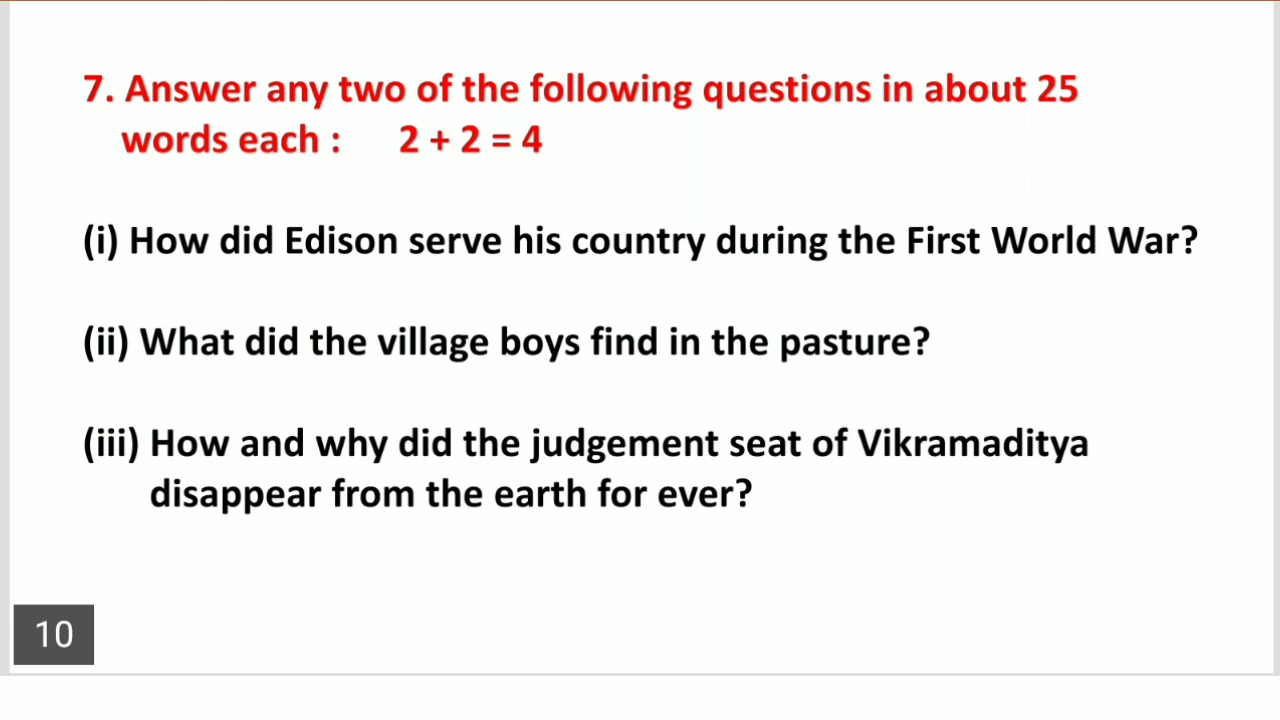 7. Answer any two of the following questions in about 25
words each : 2 + 2 = 4
(i) How did Edison serve his country during the First World War?
(ii) What did the village boys find in the pasture?
(iii) How and why did the judgement seat of Vikramaditya
disappear from the earth for ever?
10